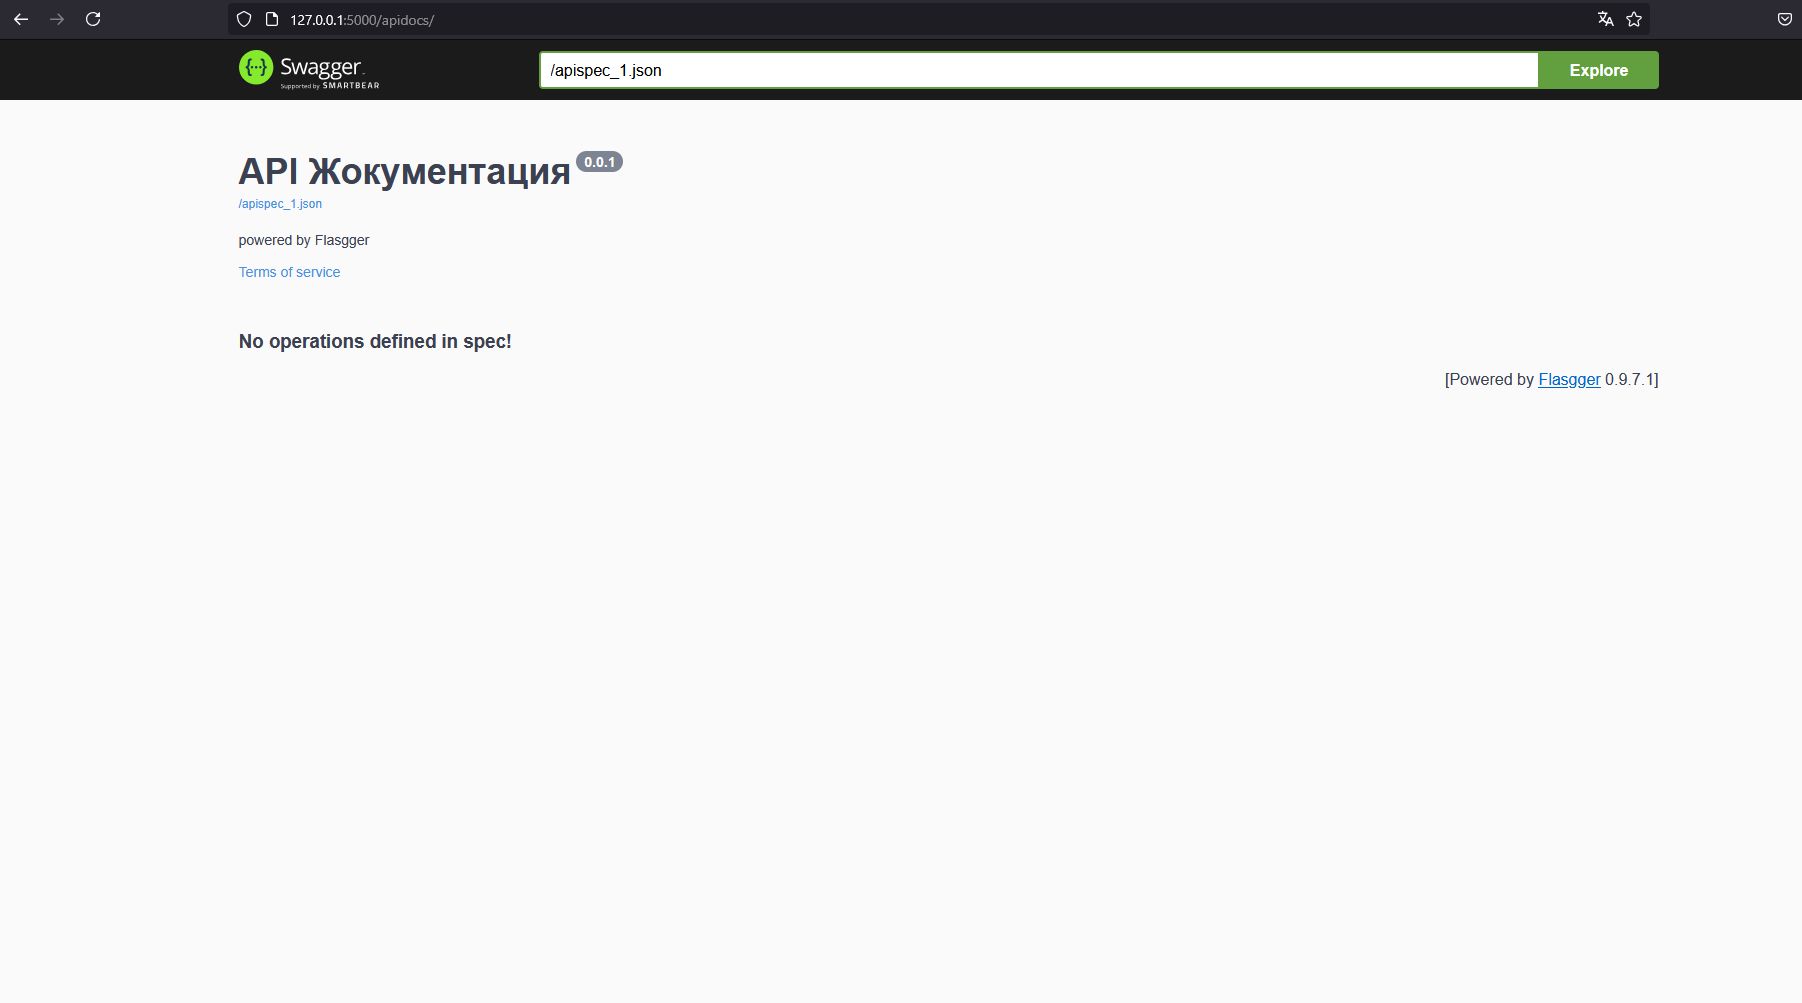 127.0.0.1:5000/apidocs/
Swagger.
Supported by SMARTBEAR
/apispec_1.json
Explore
API Жокументация 0.0.1
/apispec_1.json
powered by Flasgger
Terms of service
No operations defined in spec!
[Powered by Flasgger 0.9.7.1]